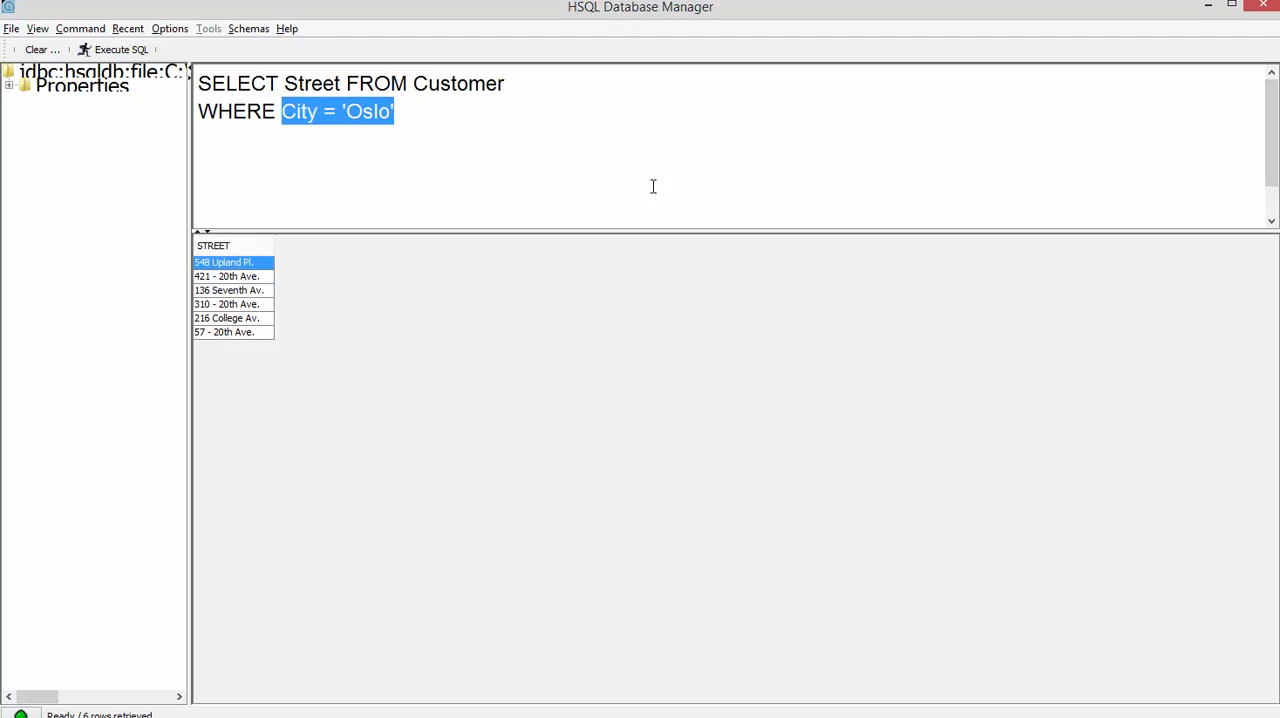 HSQL Database Manager
File View Command Recent Options Tools Schemas Help
Clear ... Execute SQL
jdbc:hsqldb:file:C:\
Properties
SELECT Street FROM Customer
WHERE City = 'Oslo'
STREET
548 Upland Pl.
421 - 20th Ave.
136 Seventh Av.
310 - 20th Ave.
216 College Av.
57 - 20th Ave.
Ready / 6 rows retrieved